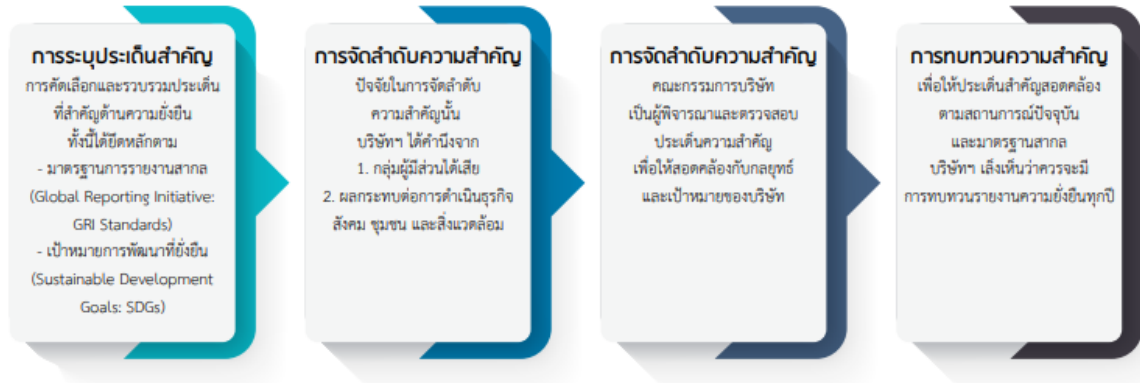 การระบุประเด็นสำคัญ
การคัดเลือกและรวบรวมประเด็น
ที่สำคัญด้านความยั่งยืน
ทั้งนี้ได้ยึดหลักตาม
- มาตรฐานการรายงานสากล
(Global Reporting Initiative:
GRI Standards)
- เป้าหมายการพัฒนาที่ยั่งยืน
(Sustainable Development
Goals: SDGs)
การจัดลำดับความสำคัญ
ปัจจัยในการจัดลำดับ
ความสำคัญนั้น
บริษัทฯ ได้คำนึงจาก
1. กลุ่มผู้มีส่วนได้เสีย
2. ผลกระทบต่อการดำเนินธุรกิจ
สังคม ชุมชน และสิ่งแวดล้อม
การจัดลำดับความสำคัญ
คณะกรรมการบริษัท
เป็นผู้พิจารณาและตรวจสอบ
ประเด็นความสำคัญ
เพื่อให้สอดคล้องกับกลยุทธ์
และเป้าหมายของบริษัท
การทบทวนความสำคัญ
เพื่อให้ประเด็นสำคัญสอดคล้อง
ตามสถานการณ์ปัจจุบัน
และมาตรฐานสากล
บริษัทฯ เล็งเห็นว่าควรจะมี
การทบทวนรายงานความยั่งยืนทุกปี